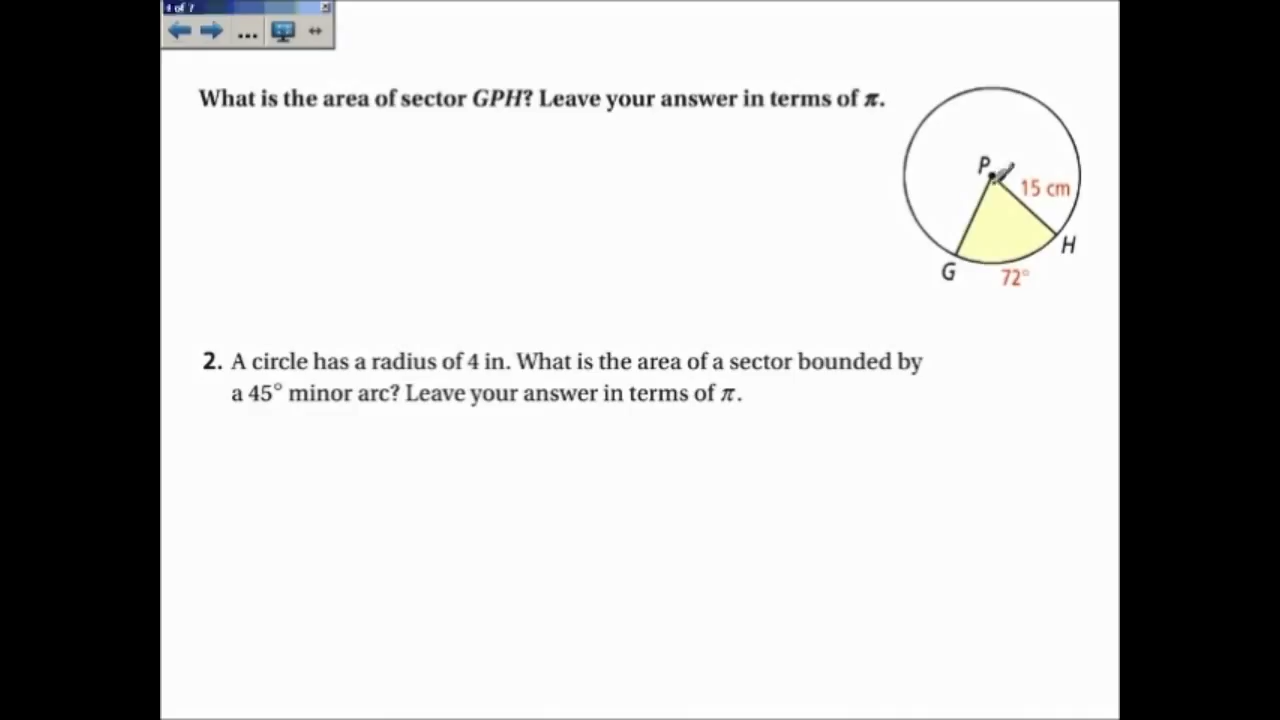 4 of 7
What is the area of sector GPH? Leave your answer in terms of π.
P
15 cm
H
G
72°
2. A circle has a radius of 4 in. What is the area of a sector bounded by
a 45° minor arc? Leave your answer in terms of π.